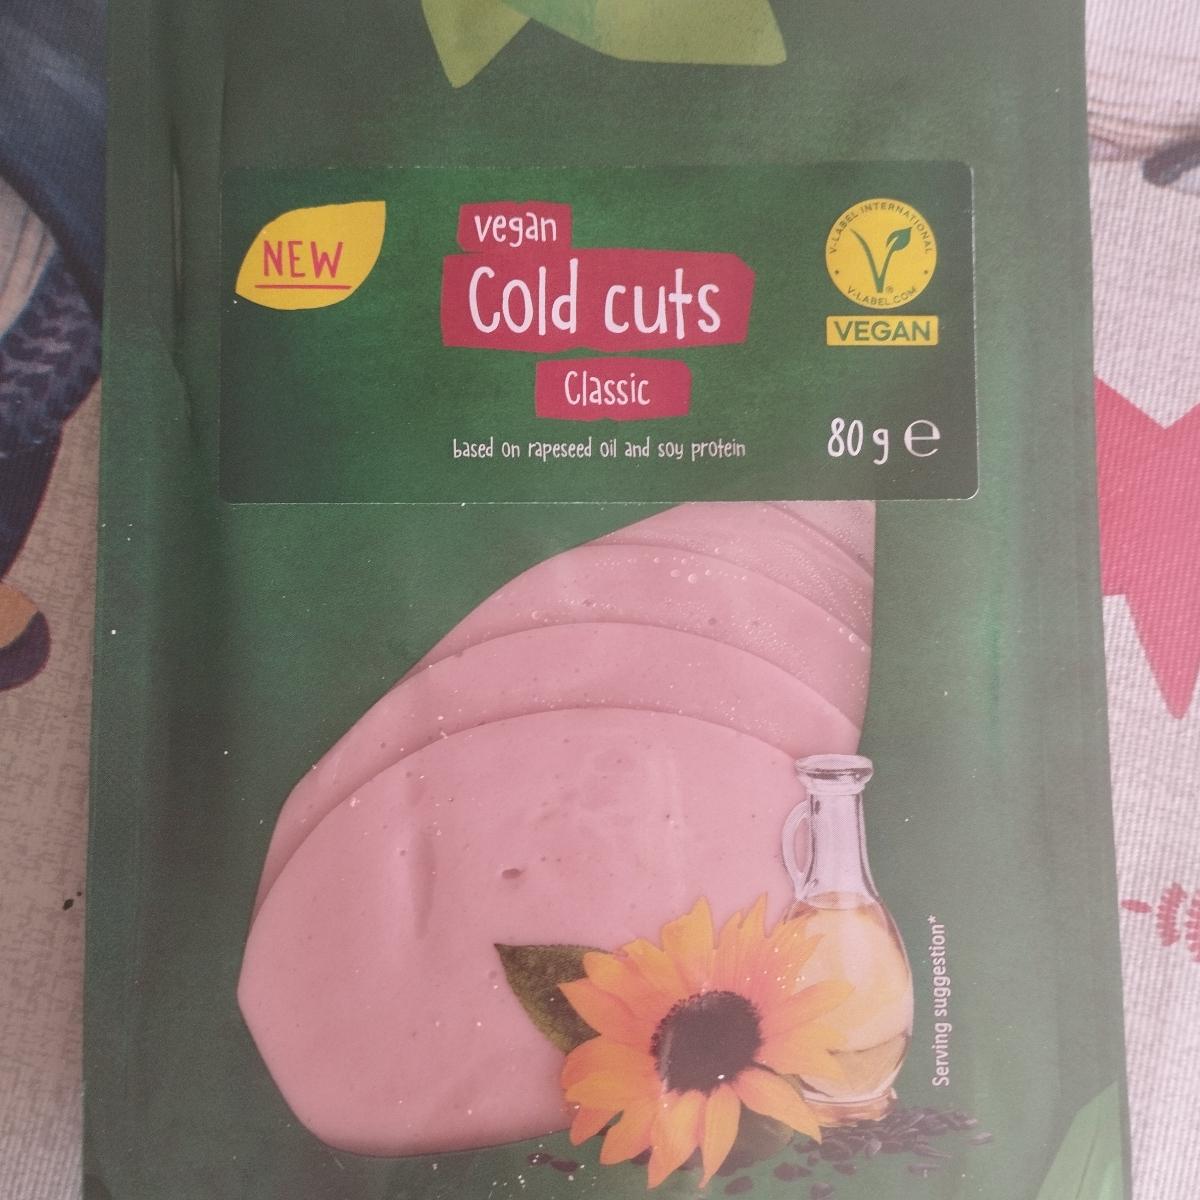 NEW
vegan
Cold cuts
Classic
based on rapeseed oil and soy protein
V-LABEL INTERNATIONAL
V-LABEL.COM
®
VEGAN
80 g ℮
Serving suggestion*